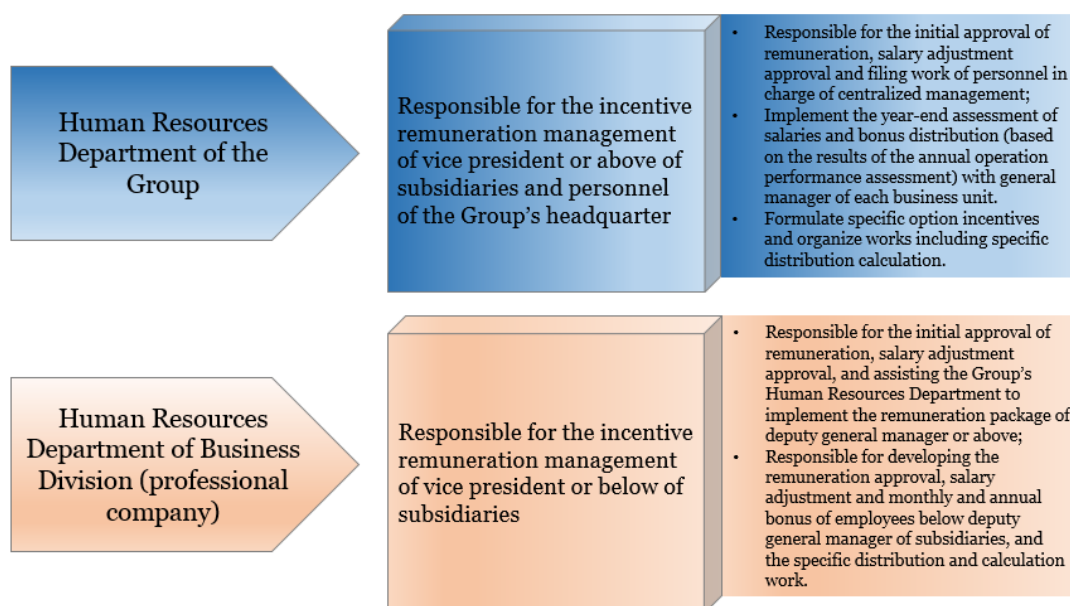 Human Resources
Department of the
Group
Responsible for the incentive
remuneration management
of vice president or above of
subsidiaries and personnel
of the Group’s headquarter
• Responsible for the initial approval of
remuneration, salary adjustment
approval and filing work of personnel in
charge of centralized management;
• Implement the year-end assessment of
salaries and bonus distribution (based
on the results of the annual operation
performance assessment) with general
manager of each business unit.
• Formulate specific option incentives
and organize works including specific
distribution calculation.
Human Resources
Department of Business
Division (professional
company)
Responsible for the incentive
remuneration management
of vice president or below of
subsidiaries
• Responsible for the initial approval of
remuneration, salary adjustment
approval, and assisting the Group’s
Human Resources Department to
implement the remuneration package of
deputy general manager or above;
• Responsible for developing the
remuneration approval, salary
adjustment and monthly and annual
bonus of employees below deputy
general manager of subsidiaries, and
the specific distribution and calculation
work.